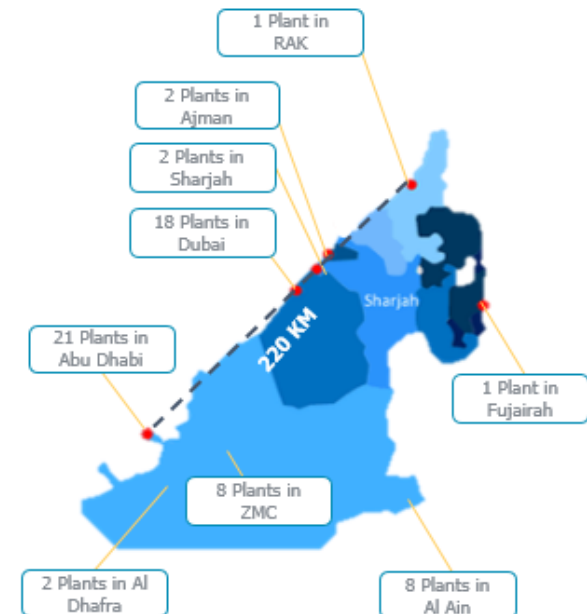 1 Plant in
RAK
2 Plants in
Ajman
2 Plants in
Sharjah
18 Plants in
Dubai
Sharjah
220 KM
21 Plants in
Abu Dhabi
1 Plant in
Fujairah
8 Plants in
ZMC
2 Plants in Al
Dhafra
8 Plants in
Al Ain